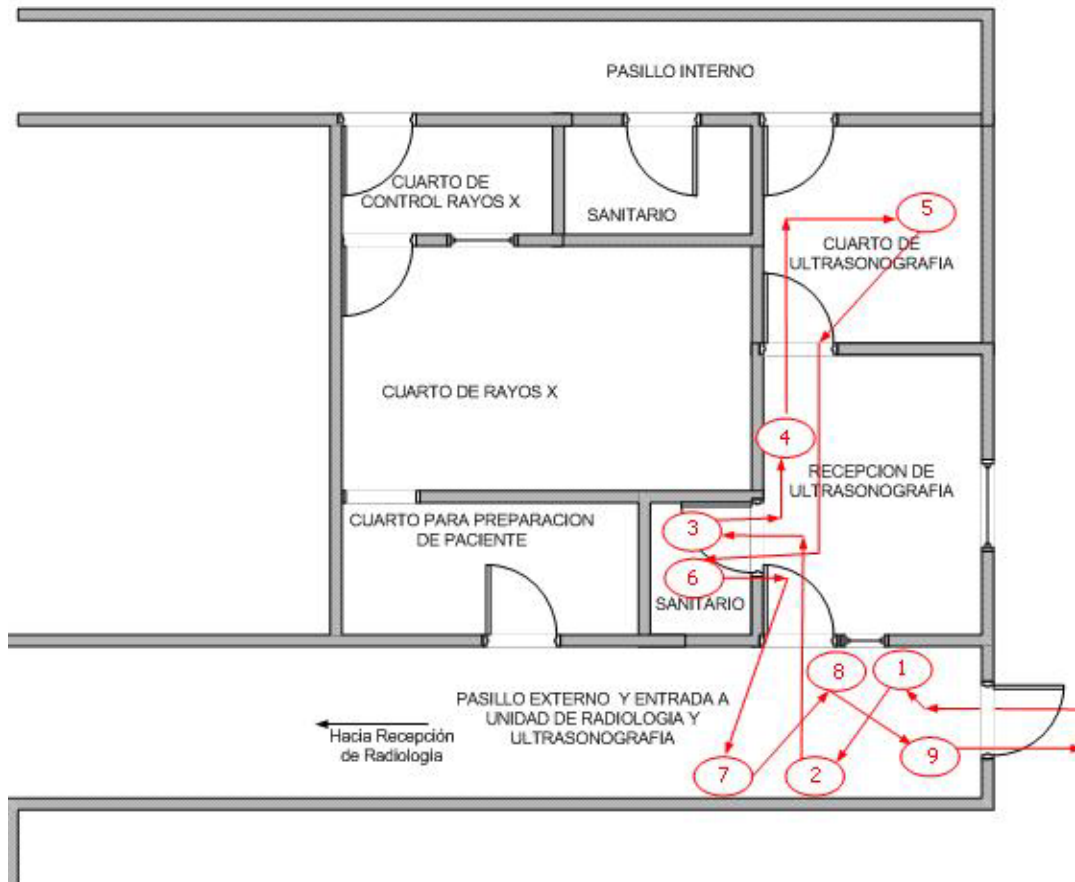 PASILLO INTERNO
CUARTO DE
CONTROL RAYOS X
SANITARIO
5
CUARTO DE
ULTRASONOGRAFIA
CUARTO DE RAYOS X
4
RECEPCION DE
ULTRASONOGRAFIA
CUARTO PARA PREPARACION
DE PACIENTE
3
6
SANITARIO
PASILLO EXTERNO Y ENTRADA A
UNIDAD DE RADIOLOGIA Y
ULTRASONOGRAFIA
Hacia Recepción
de Radiología
8
1
7
2
9